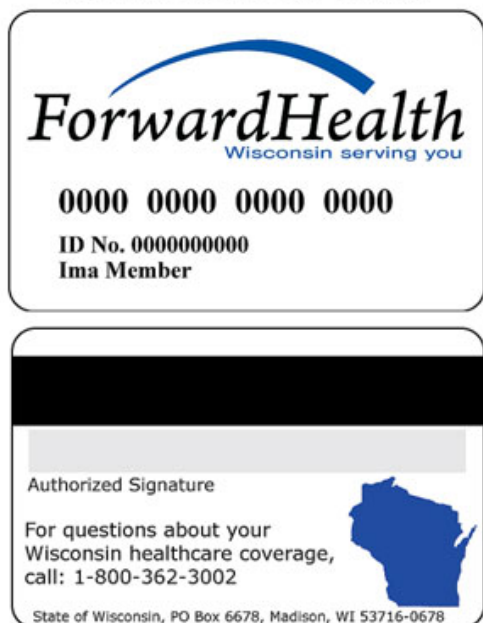 ForwardHealth
Wisconsin serving you
0000 0000 0000 0000
ID No. 0000000000
Ima Member
Authorized Signature
For questions about your
Wisconsin healthcare coverage,
call: 1-800-362-3002
State of Wisconsin, PO Box 6678, Madison, WI 53716-0678